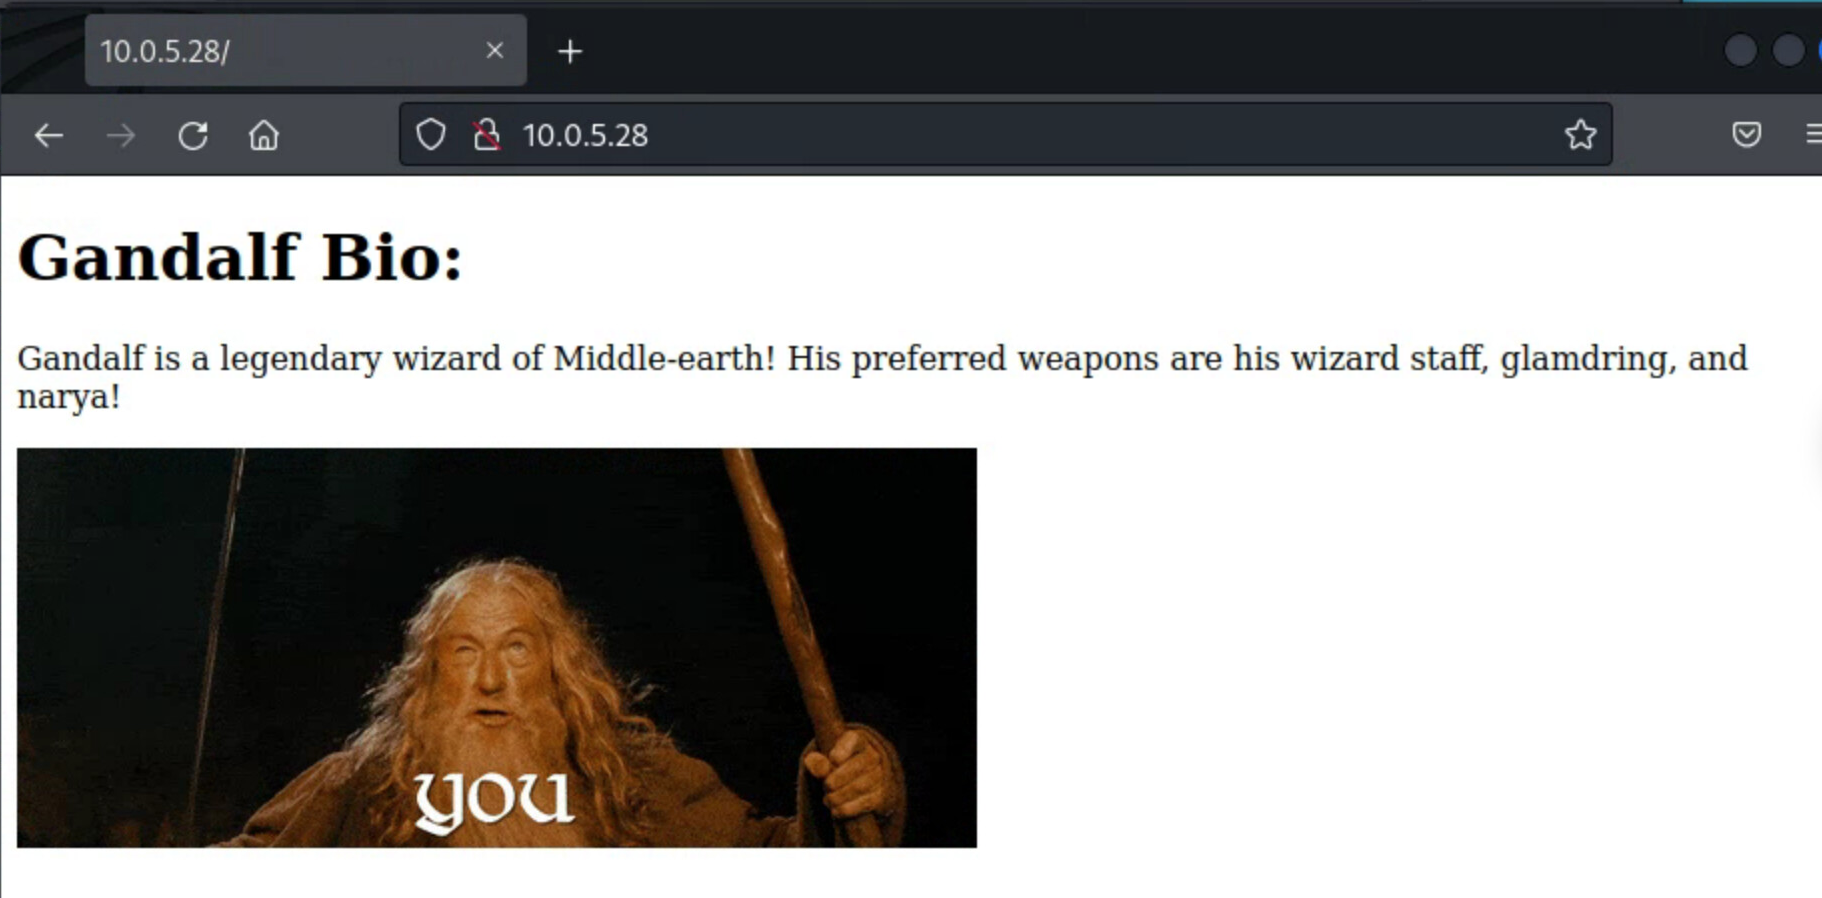 10.0.5.28/
10.0.5.28
Gandalf Bio:
Gandalf is a legendary wizard of Middle-earth! His preferred weapons are his wizard staff, glamdring, and
narya!
you